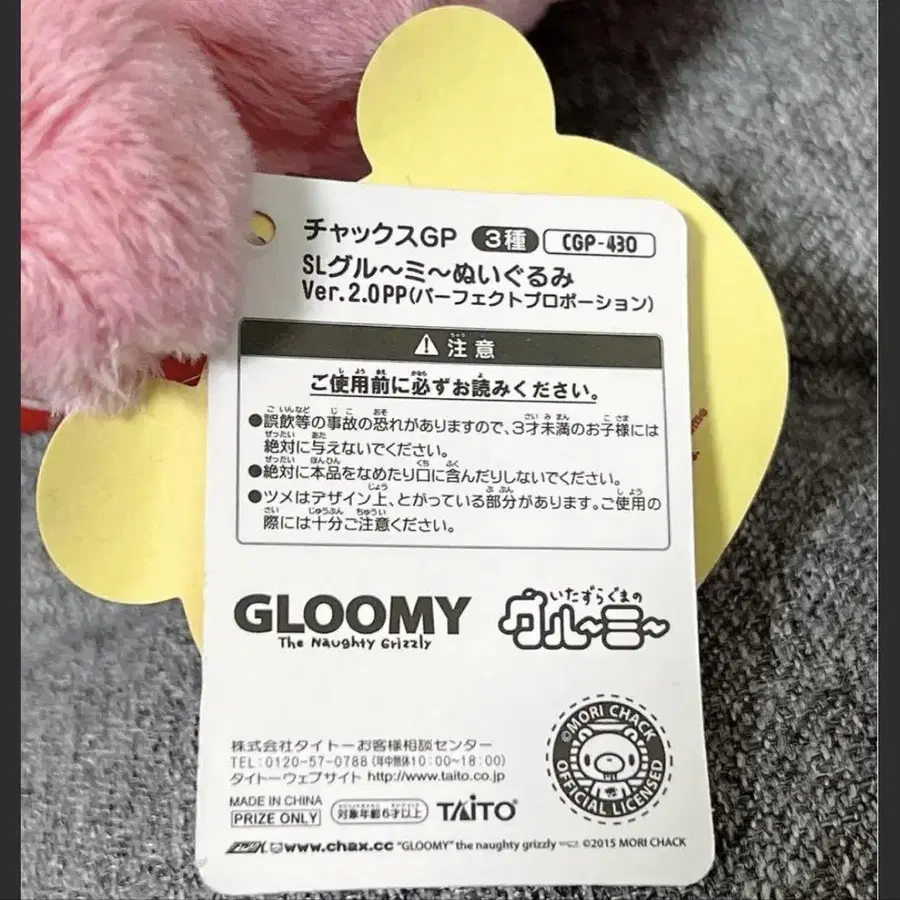 チャックスGP 3種 CGP-430
SLグル〜ミ〜ぬいぐるみ
Ver.2.0PP(パーフェクトプロポーション)
注意
ご使用前に必ずお読みください。
●誤飲等の事故の恐れがありますので、3才未満のお子様には
絶対に与えないでください。
●絶対に本品をなめたり口に含んだりしないでください。
●ツメはデザイン上、とがっている部分があります。ご使用の
際には十分ご注意ください。
GLOOMY
The Naughty Grizzly
いたずらぐまの
グル〜ミ〜
©MORI CHACK
OFFICIAL LICENSED
株式会社タイトーお客様相談センター
TEL:0120-57-0788 (年中無休10:00~18:00)
タイトーウェブサイト http://www.taito.co.jp
MADE IN CHINA
PRIZE ONLY 対象年齢6才以上 TAITO
www.chax.cc "GLOOMY" the naughty grizzly ©2015 MORI CHACK